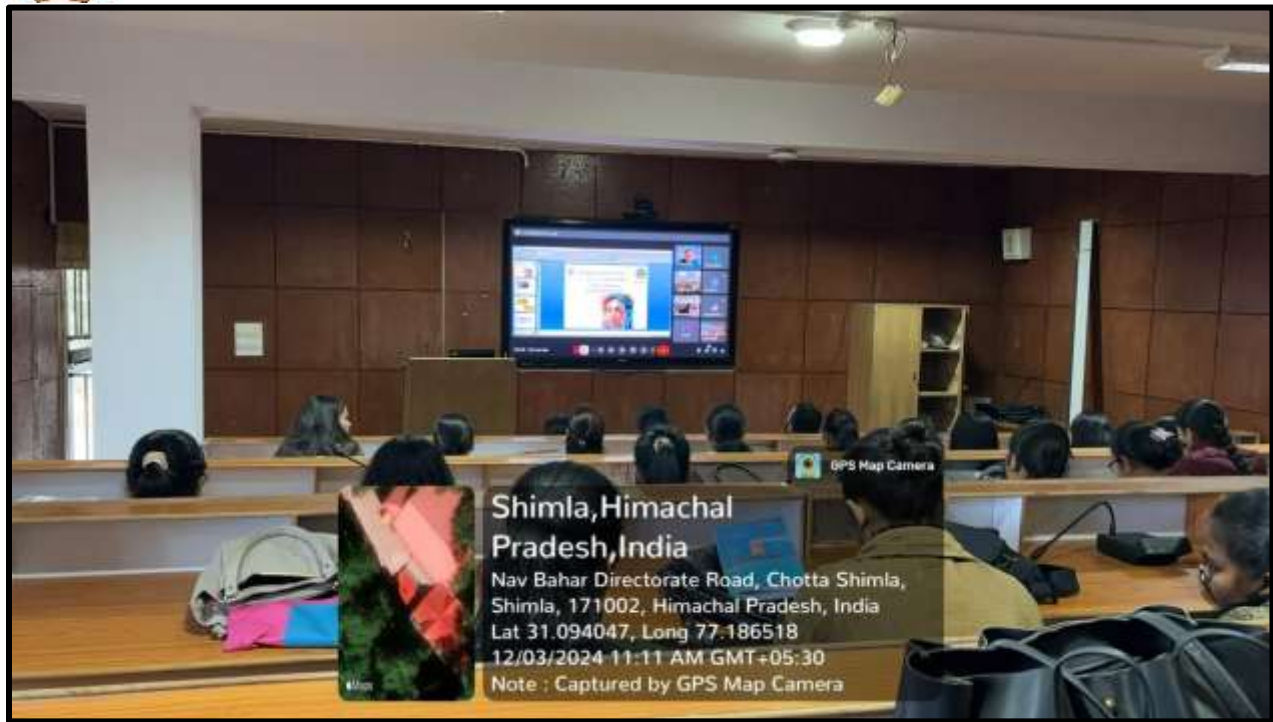 GPS Map Camera
Shimla,Himachal
Pradesh,India
Nav Bahar Directorate Road, Chotta Shimla,
Shimla, 171002, Himachal Pradesh, India
Lat 31.094047, Long 77.186518
12/03/2024 11:11 AM GMT+05:30
Note : Captured by GPS Map Camera
Maps